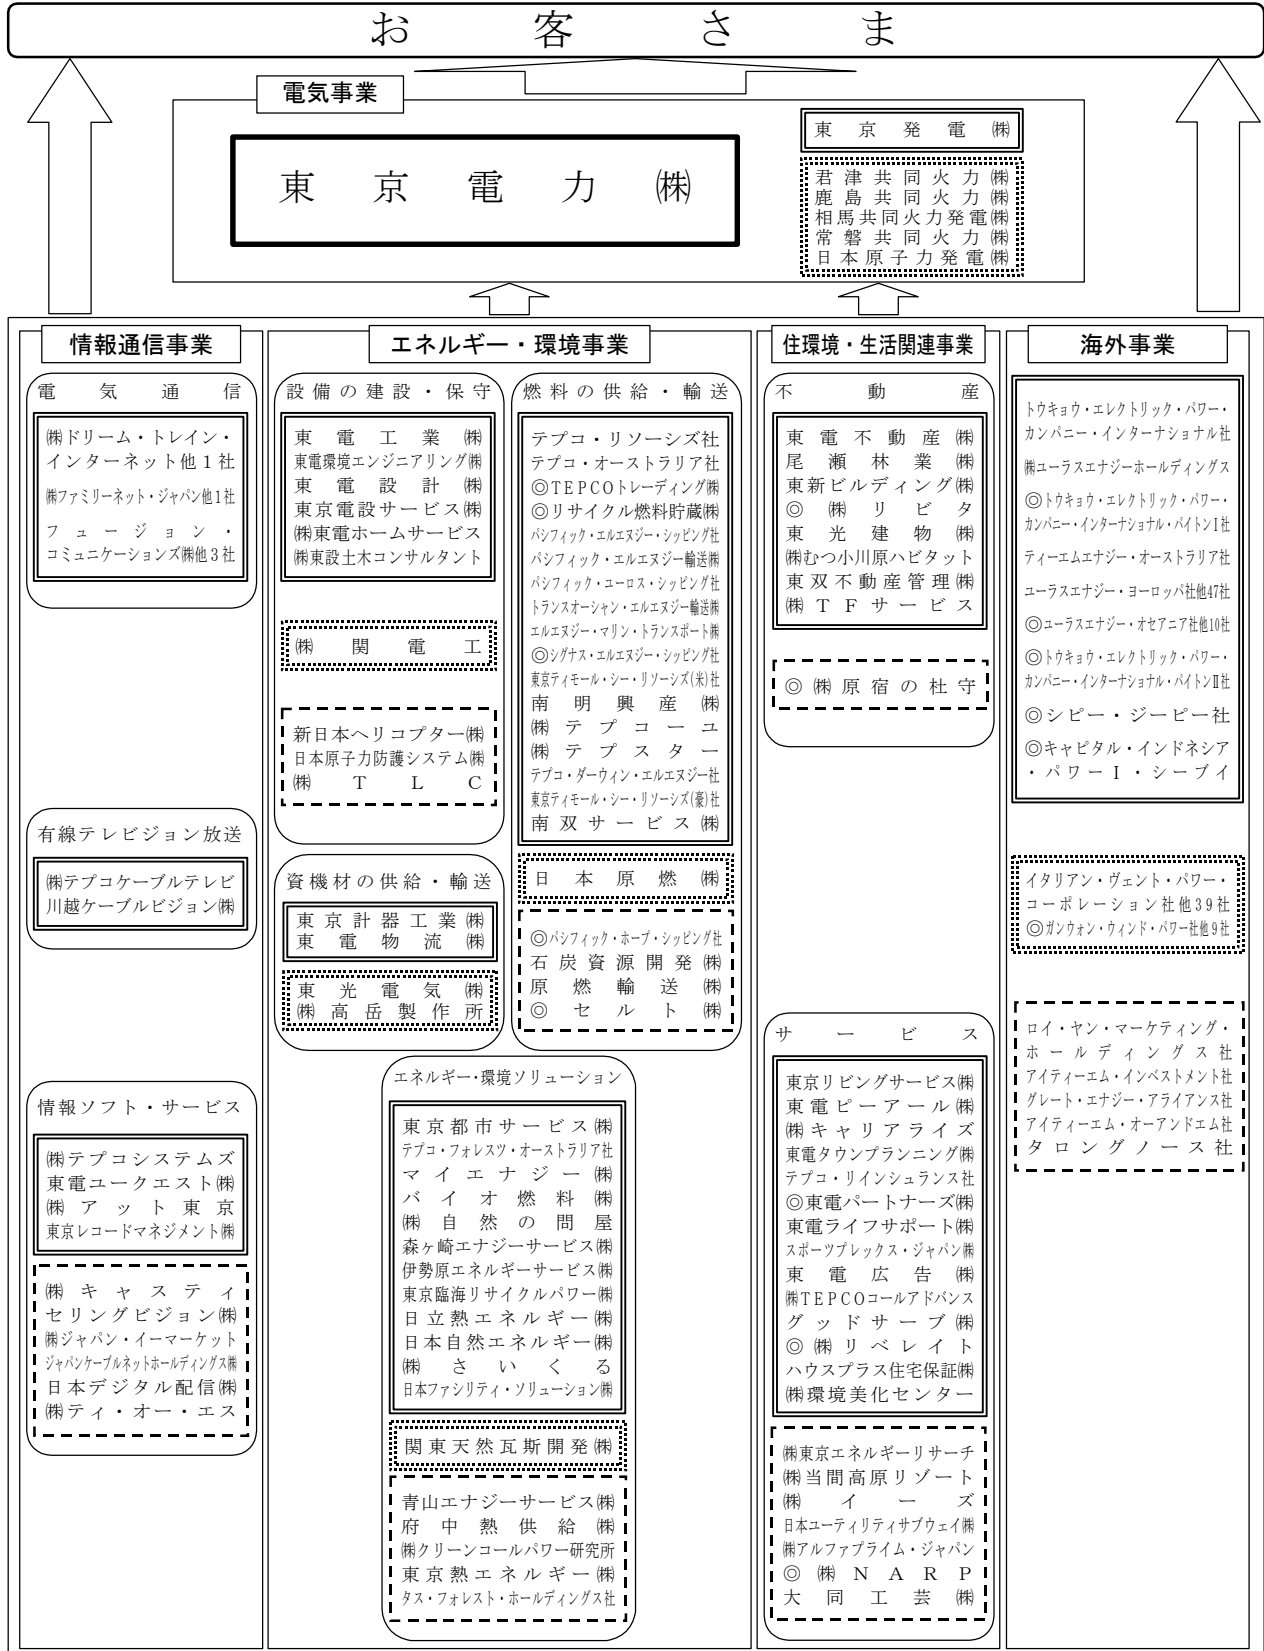 お客さま
電気事業
東京電力㈱
東京発電㈱
君津共同火力㈱
鹿島共同火力㈱
相馬共同火力発電㈱
常磐共同火力㈱
日本原子力発電㈱
情報通信事業
電気通信
㈱ドリーム・トレイン・
インターネット他1社
㈱ファミリーネット・ジャパン他1社
フュージョン・
コミュニケーションズ㈱他3社
有線テレビジョン放送
㈱テプコケーブルテレビ
川越ケーブルビジョン㈱
情報ソフト・サービス
㈱テプコシステムズ
東電ユークエスト㈱
㈱アット東京
東京レコードマネジメント㈱
㈱キャスティ
セリングビジョン㈱
㈱ジャパン・イーマーケット
ジャパンケーブルネットホールディングス㈱
日本デジタル配信㈱
㈱ティ・オー・エス
エネルギー・環境事業
設備の建設・保守
東電工業㈱
東電環境エンジニアリング㈱
東電設計㈱
東京電設サービス㈱
㈱東電ホームサービス
㈱東設土木コンサルタント
㈱関電工
新日本ヘリコプター㈱
日本原子力防護システム㈱
㈱TLC
資機材の供給・輸送
東京計器工業㈱
東電物流㈱
東光電気㈱
㈱高岳製作所
燃料の供給・輸送
テプコ・リソーシズ社
テプコ・オーストラリア社
◎TEPCOトレーディング㈱
◎リサイクル燃料貯蔵㈱
パシフィック・エルエヌジー・シッピング社
パシフィック・エルエヌジー輸送㈱
パシフィック・ユーロス・シッピング社
トランスオーシャン・エルエヌジー輸送㈱
エルエヌジー・マリン・トランスポート㈱
◎シグナス・エルエヌジー・シッピング社
東京ティモール・シー・リソーシズ(米)社
南明興産㈱
㈱テプコーユ
㈱テプスター
テプコ・ダーウィン・エルエヌジー社
東京ティモール・シー・リソーシズ(豪)社
南双サービス㈱
日本原燃㈱
◎パシフィック・ホープ・シッピング社
石炭資源開発㈱
原燃輸送㈱
◎セルト㈱
エネルギー・環境ソリューション
東京都市サービス㈱
テプコ・フォレスツ・オーストラリア社
マイエナジー㈱
バイオ燃料㈱
㈱自然の問屋
森ヶ崎エナジーサービス㈱
伊勢原エネルギーサービス㈱
東京臨海リサイクルパワー㈱
日立熱エネルギー㈱
日本自然エネルギー㈱
㈱さいくる
日本ファシリティ・ソリューション㈱
関東天然瓦斯開発㈱
青山エナジーサービス㈱
府中熱供給㈱
㈱クリーンコールパワー研究所
東京熱エネルギー㈱
タス・フォレスト・ホールディングス社
住環境・生活関連事業
不動産
東電不動産㈱
尾瀬林業㈱
東新ビルディング㈱
◎㈱リビタ
東光建物㈱
㈱むつ小川原ハビタット
東双不動産管理㈱
㈱TFサービス
◎㈱原宿の杜守
サービス
東京リビングサービス㈱
東電ピーアール㈱
㈱キャリアライズ
東電タウンプランニング㈱
テプコ・リインシュランス社
◎東電パートナーズ㈱
東電ライフサポート㈱
スポーツプレックス・ジャパン㈱
東電広告㈱
㈱TEPCOコールアドバンス
グッドサーブ㈱
◎㈱リベレイト
ハウスプラス住宅保証㈱
㈱環境美化センター
㈱東京エネルギーリサーチ
㈱当間高原リゾート
㈱イーズ
日本ユーティリティサブウェイ㈱
㈱アルファプライム・ジャパン
◎㈱NARP
大同工芸㈱
海外事業
トウキョウ・エレクトリック・パワー・
カンパニー・インターナショナル社
㈱ユーラスエナジーホールディングス
◎トウキョウ・エレクトリック・パワー・
カンパニー・インターナショナル・パイトンⅠ社
ティーエムエナジー・オーストラリア社
ユーラスエナジー・ヨーロッパ社他47社
◎ユーラスエナジー・オセアニア社他10社
◎トウキョウ・エレクトリック・パワー・
カンパニー・インターナショナル・パイトンⅡ社
◎シピー・ジーピー社
◎キャピタル・インドネシア
・パワーⅠ・シーブイ
イタリアン・ヴェント・パワー・
コーポレーション社他39社
◎ガンウォン・ウィンド・パワー社他9社
ロイ・ヤン・マーケティング・
ホールディングス社
アイティーエム・インベストメント社
グレート・エナジー・アライアンス社
アイティーエム・オーアンドエム社
タロングノース社